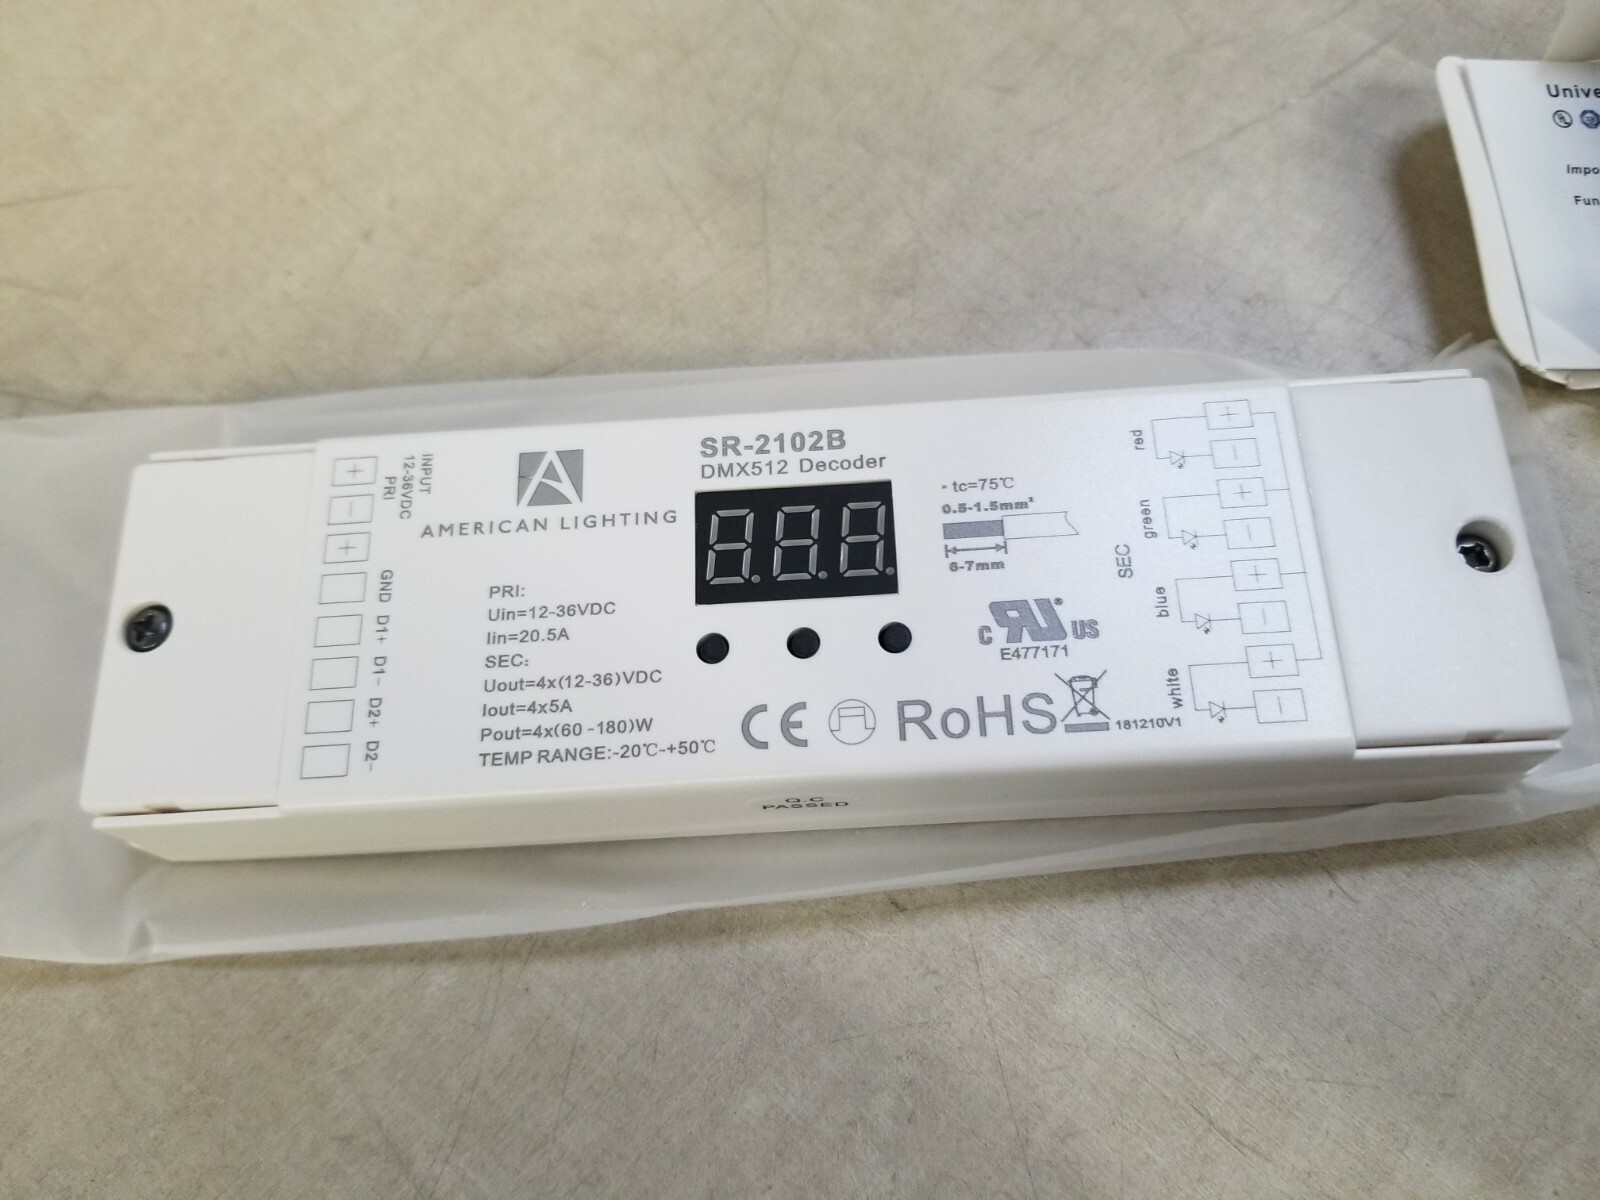 Unive
Impo
Fun
INPUT
12-36VDC
PRI
+
−
+
GND
D1+
D1−
D2+
D2−
AMERICAN LIGHTING
PRI:
Uin=12-36VDC
Iin=20.5A
SEC:
Uout=4x(12-36)VDC
Iout=4x5A
Pout=4x(60-180)W
TEMP RANGE:-20℃-+50℃
SR-2102B
DMX512 Decoder
• tc=75℃
0.5-1.5mm²
6-7mm
C RU® US
E477171
CE RoHS
181210V1
SEC
red
+
−
green
+
−
blue
+
−
white
+
−
Q.C
PASSED